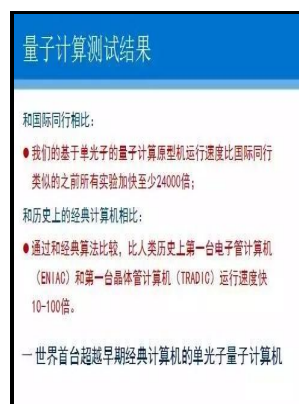 量子计算测试结果
和国际同行相比：
●我们的基于单光子的量子计算原型机运行速度比国际同行
类似的之前所有实验加快至少24000倍；
和历史上的经典计算机相比：
●通过和经典算法比较，比人类历史上第一台电子管计算机
（ENIAC）和第一台晶体管计算机（TRADIC）运行速度快
10-100倍。
—世界首台超越早期经典计算机的单光子量子计算机